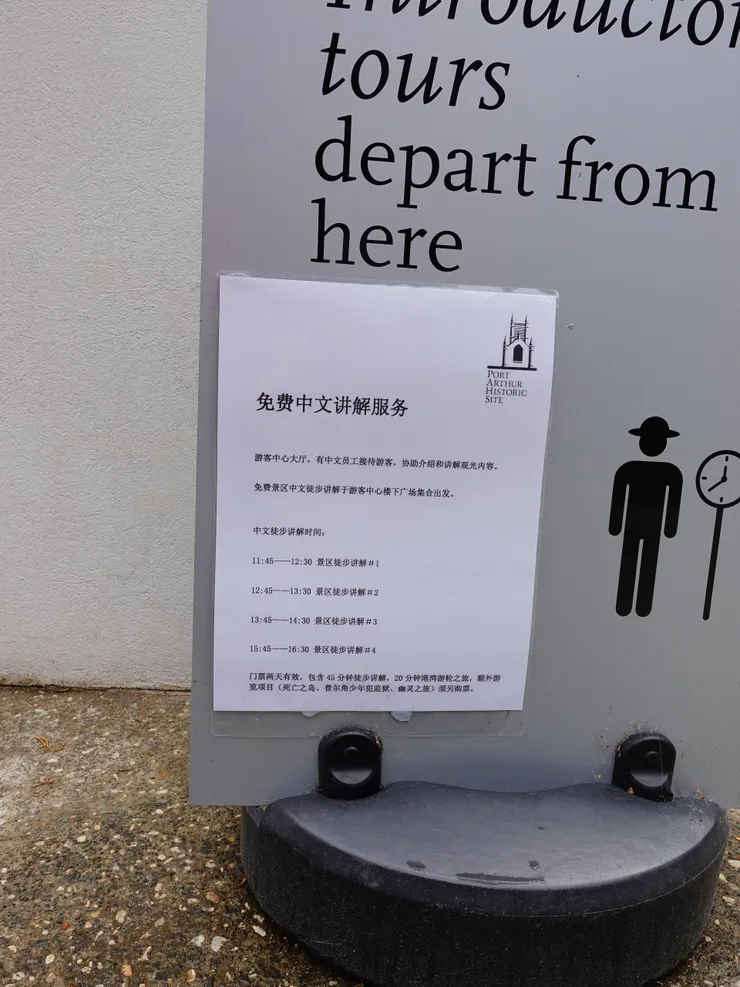 tours
depart from
here
PORT
ARTHUR
HISTORIC
SITE
免费中文讲解服务
游客中心大厅，有中文员工接待游客，协助介绍和讲解观光内容。
免费景区中文徒步讲解于游客中心楼下广场集合出发。
中文徒步讲解时间：
11:45——12:30 景区徒步讲解#1
12:45——13:30 景区徒步讲解#2
13:45——14:30 景区徒步讲解#3
15:45——16:30 景区徒步讲解#4
门票两天有效，包含 45 分钟徒步讲解，20 分钟港湾游轮之旅，额外游
览项目（死亡之岛、普尔角少年犯监狱、幽灵之旅）须另购票。